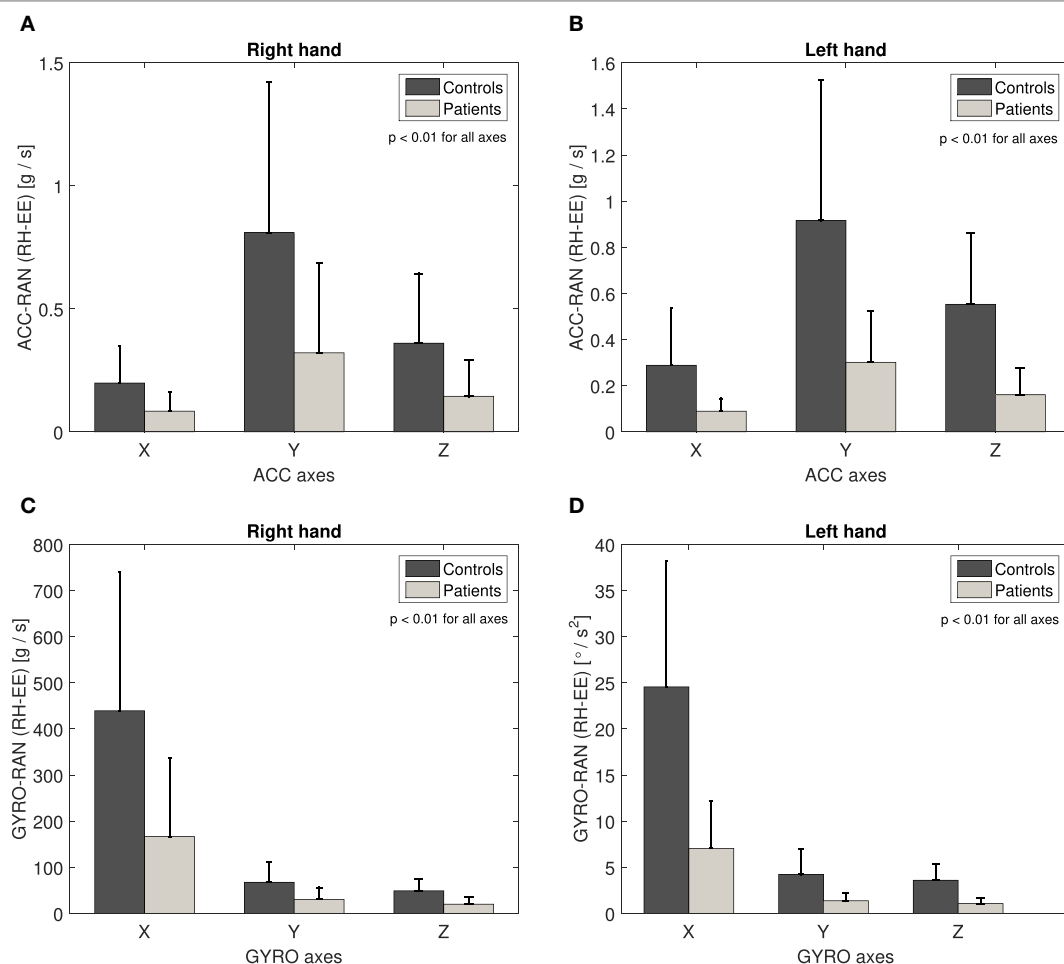 A
Right hand
ACC-RAN (RH-EE) [g / s]
1.5
1
0.5
0
Controls
Patients
p < 0.01 for all axes
X Y Z
ACC axes
B
Left hand
ACC-RAN (RH-EE) [g / s]
1.6
1.4
1.2
1
0.8
0.6
0.4
0.2
0
Controls
Patients
p < 0.01 for all axes
X Y Z
ACC axes
C
Right hand
GYRO-RAN (RH-EE) [g / s]
800
700
600
500
400
300
200
100
0
Controls
Patients
p < 0.01 for all axes
X Y Z
GYRO axes
D
Left hand
GYRO-RAN (RH-EE) [° / s²]
40
35
30
25
20
15
10
5
0
Controls
Patients
p < 0.01 for all axes
X Y Z
GYRO axes